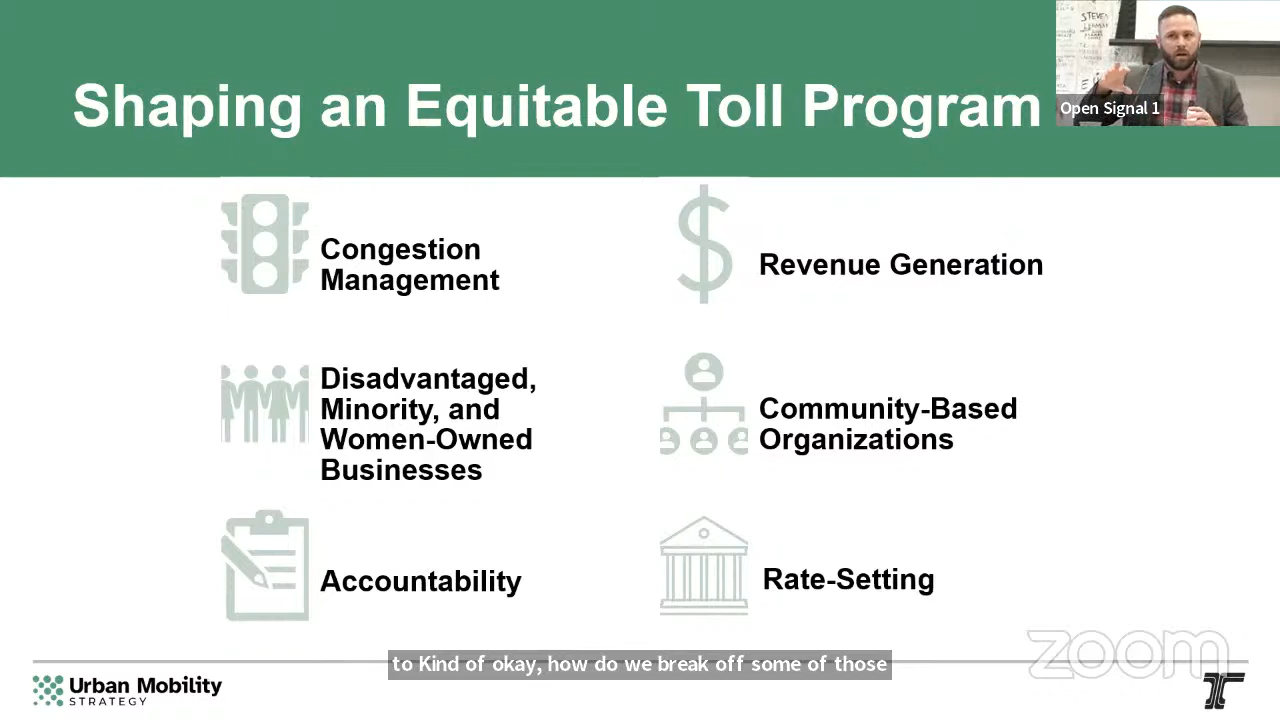 Shaping an Equitable Toll Program
Open Signal 1
Congestion
Management
Revenue Generation
Disadvantaged,
Minority, and
Women-Owned
Businesses
Community-Based
Organizations
Accountability
Rate-Setting
to Kind of okay, how do we break off some of those
zoom
Urban Mobility
STRATEGY